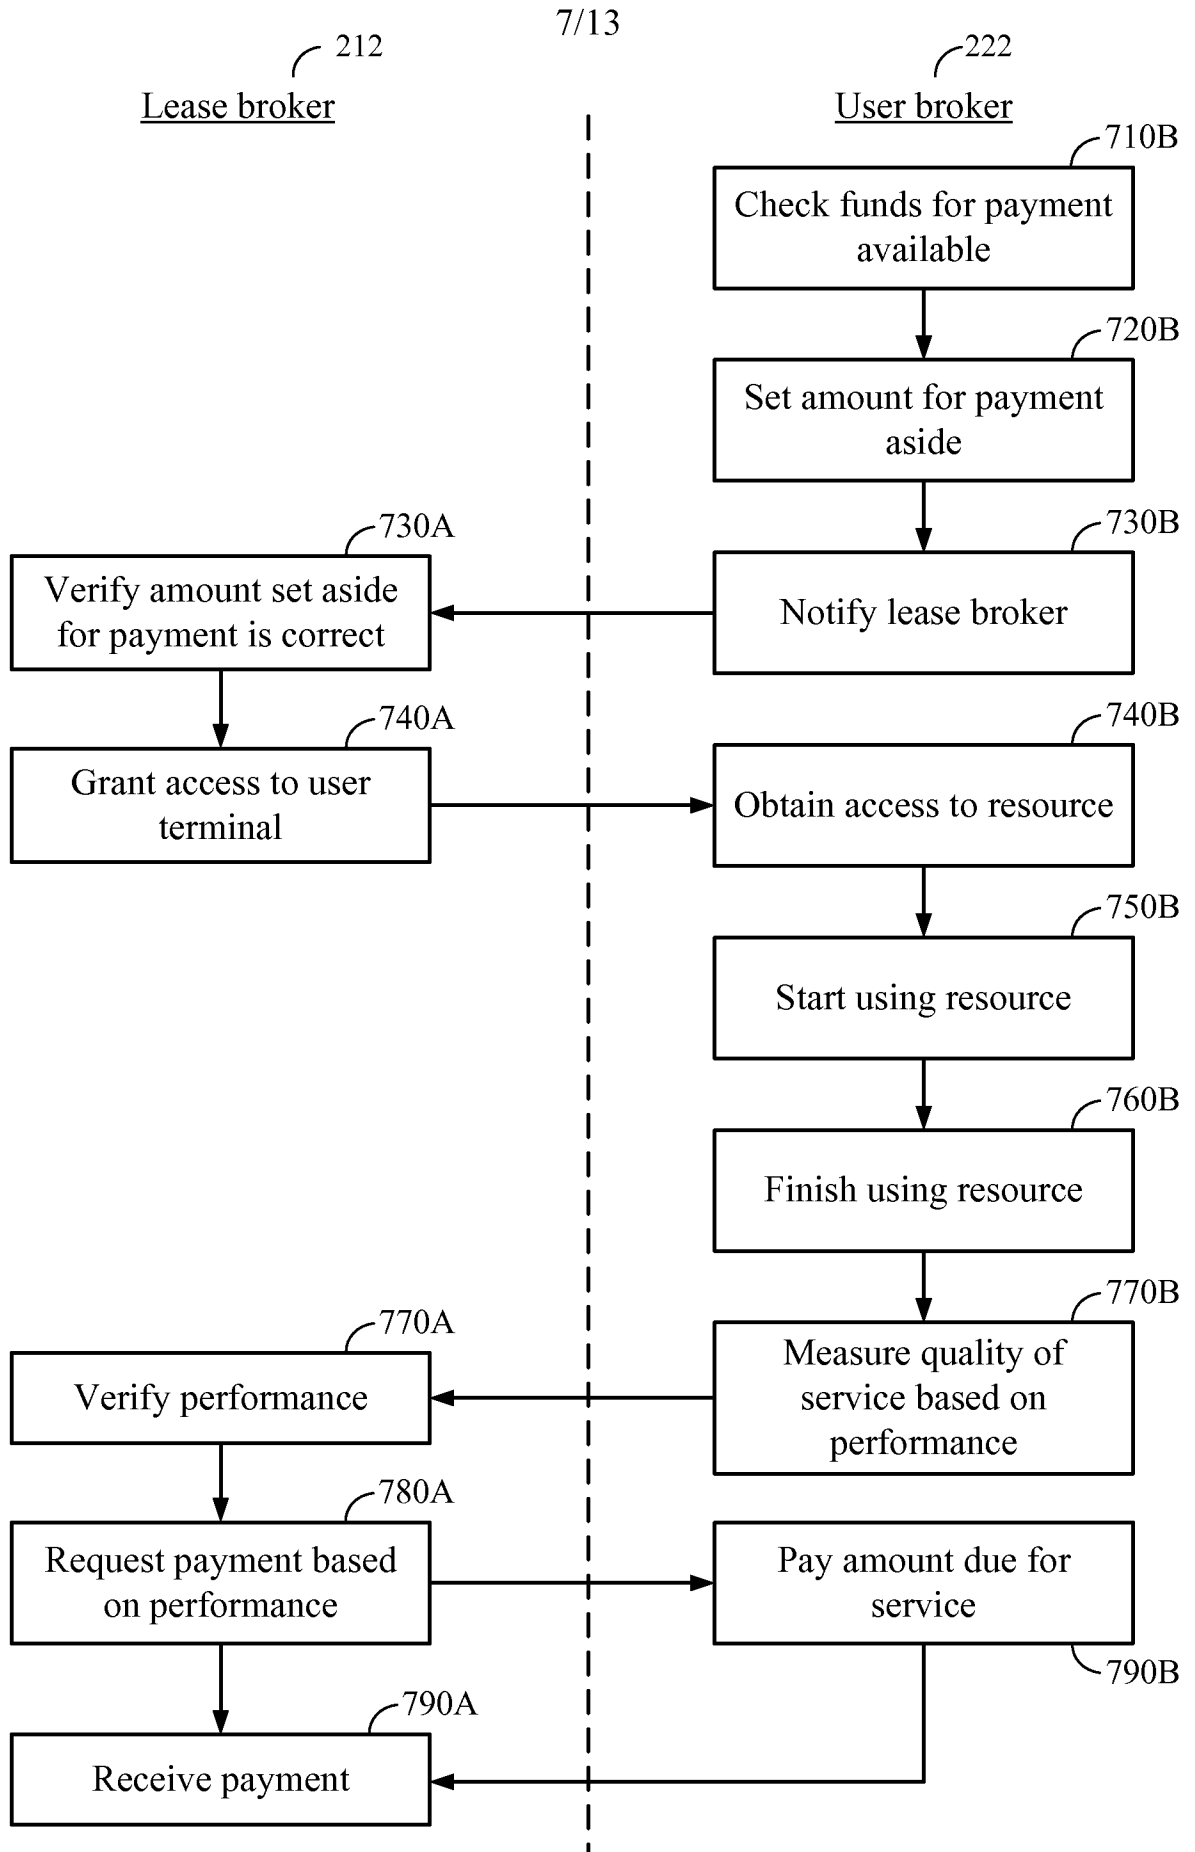 7/13
212
Lease broker
222
User broker
710B
Check funds for payment
available
720B
Set amount for payment
aside
730A
Verify amount set aside
for payment is correct
730B
Notify lease broker
740A
Grant access to user
terminal
740B
Obtain access to resource
750B
Start using resource
760B
Finish using resource
770A
Verify performance
770B
Measure quality of
service based on
performance
780A
Request payment based
on performance
Pay amount due for
service
790B
790A
Receive payment